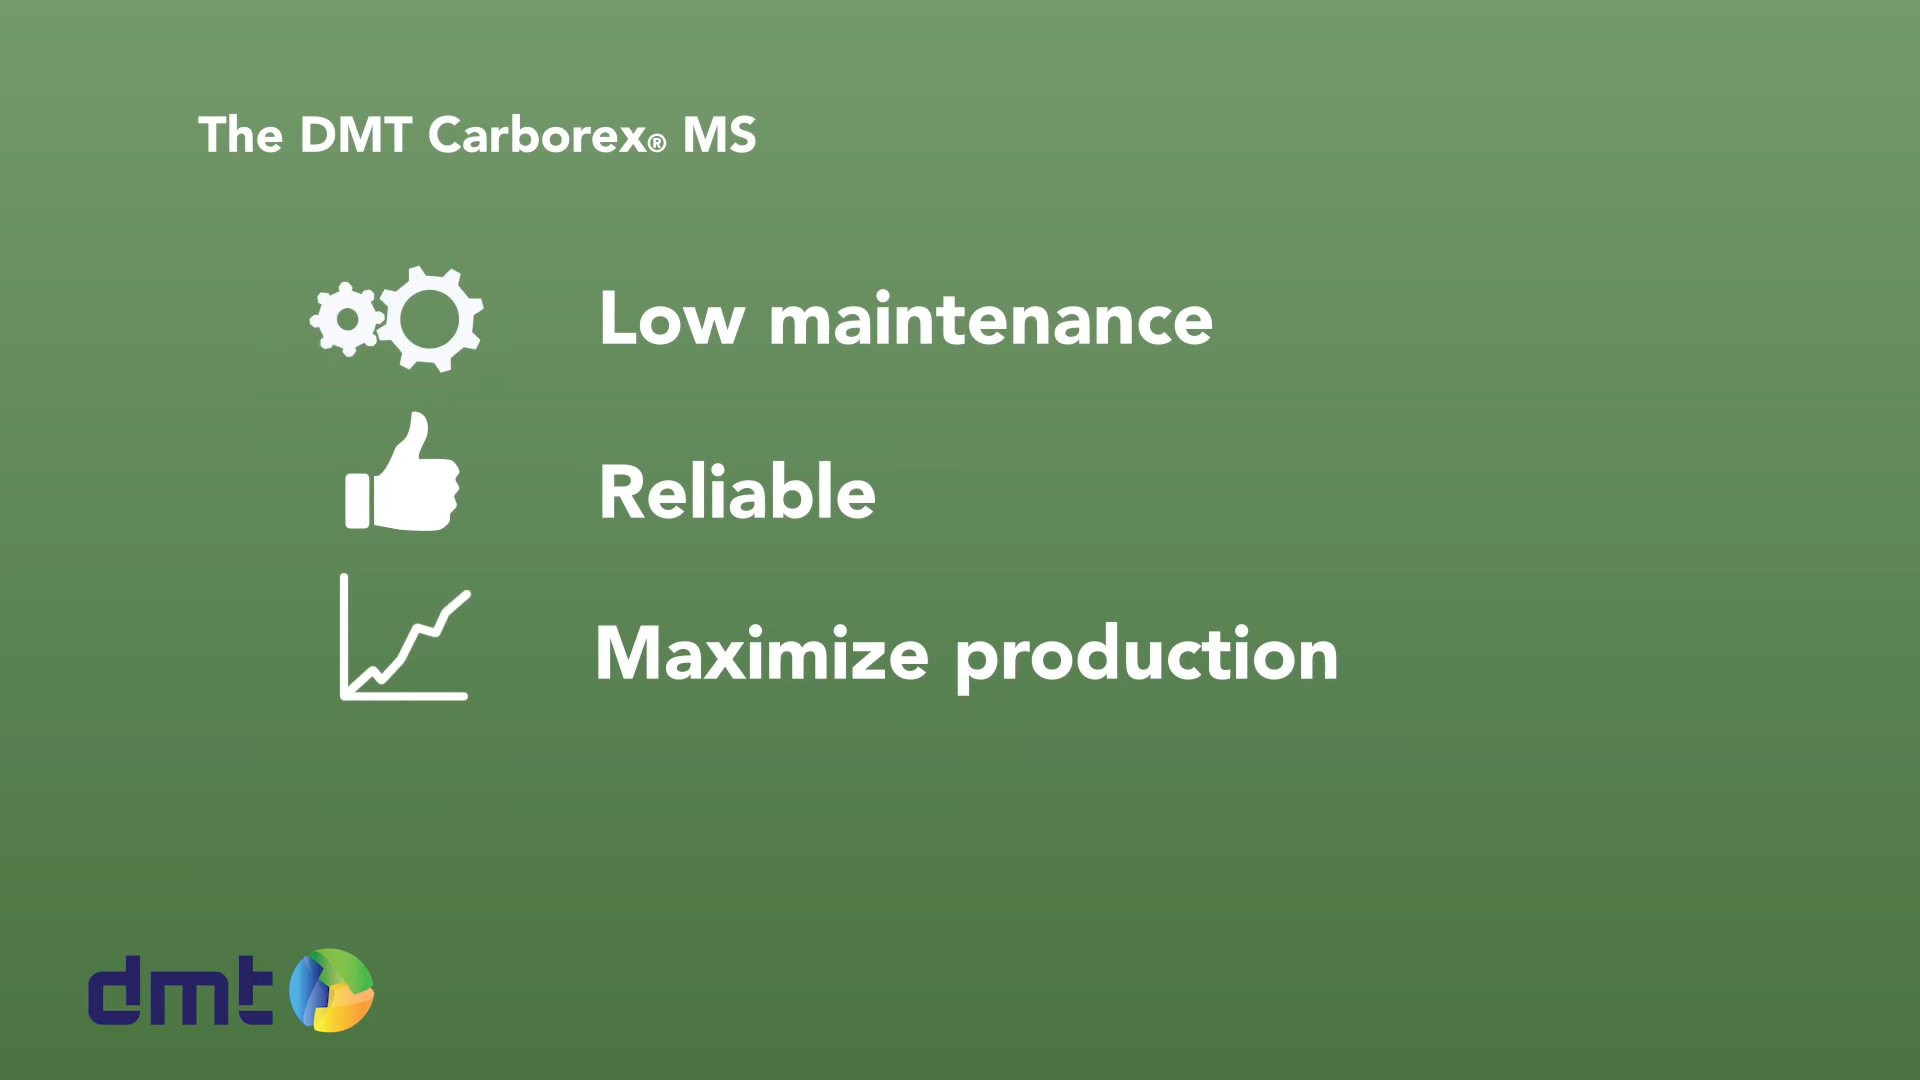 The DMT Carborex® MS
Low maintenance
Reliable
Maximize production
dmt